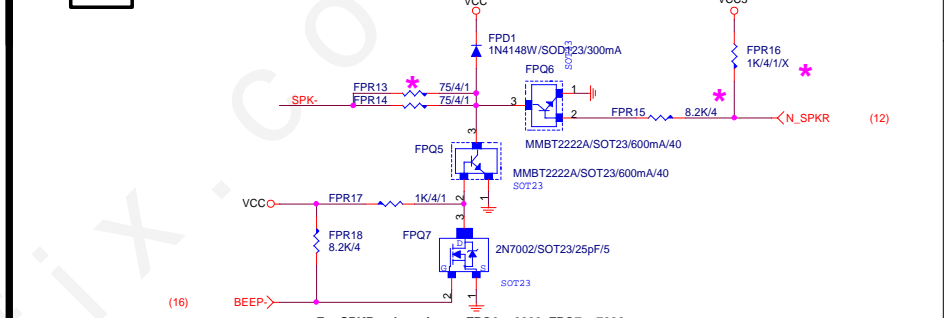 VCC
VCC3
FPD1
1N4148W/SOD123/300mA
SOT23
FPR16
1K/4/1/X
FPQ6
FPR13 75/4/1
SPK- FPR14 75/4/1
3
1
2
FPR15 8.2K/4
N_SPKR (12)
MMBT2222A/SOT23/600mA/40
3
FPQ5
MMBT2222A/SOT23/600mA/40
SOT23
2
1
VCC
FPR17 1K/4/1
3
FPR18
8.2K/4
FPQ7
D
G
S
2N7002/SOT23/25pF/5
SOT23
2
1
(16) BEEP-